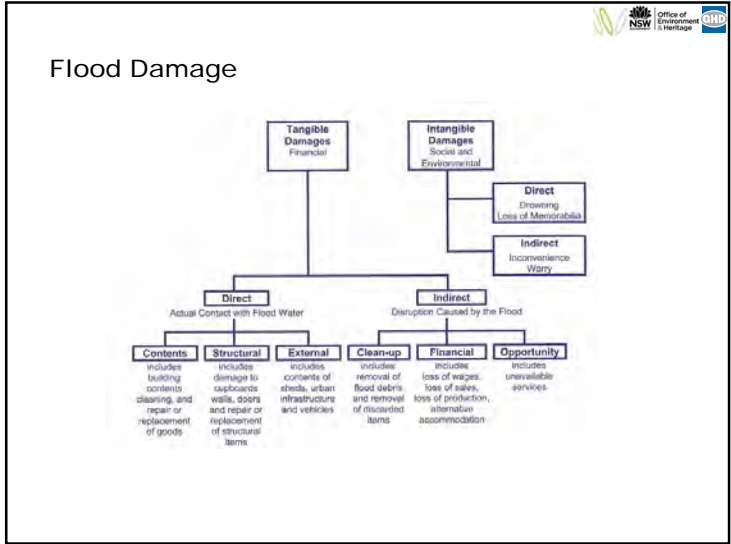 NSW
GOVERNMENT
Office of
Environment
& Heritage
GHD
Flood Damage
Tangible
Damages
Financial
Intangible
Damages
Social and
Environmental
Direct
Drowning
Loss of Memorabilia
Indirect
Inconvenience
Worry
Direct
Actual Contact with Flood Water
Indirect
Disruption Caused by the Flood
Contents
includes
building
contents
cleaning, and
repair or
replacement
of goods
Structural
includes
damage to
cupboards
walls, doors
and repair or
replacement
of structural
items
External
includes
contents of
sheds, urban
infrastructure
and vehicles
Clean-up
includes
removal of
flood debris
and removal
of discarded
items
Financial
includes
loss of wages,
loss of sales,
loss of production,
alternative
accommodation
Opportunity
includes
unavailable
services